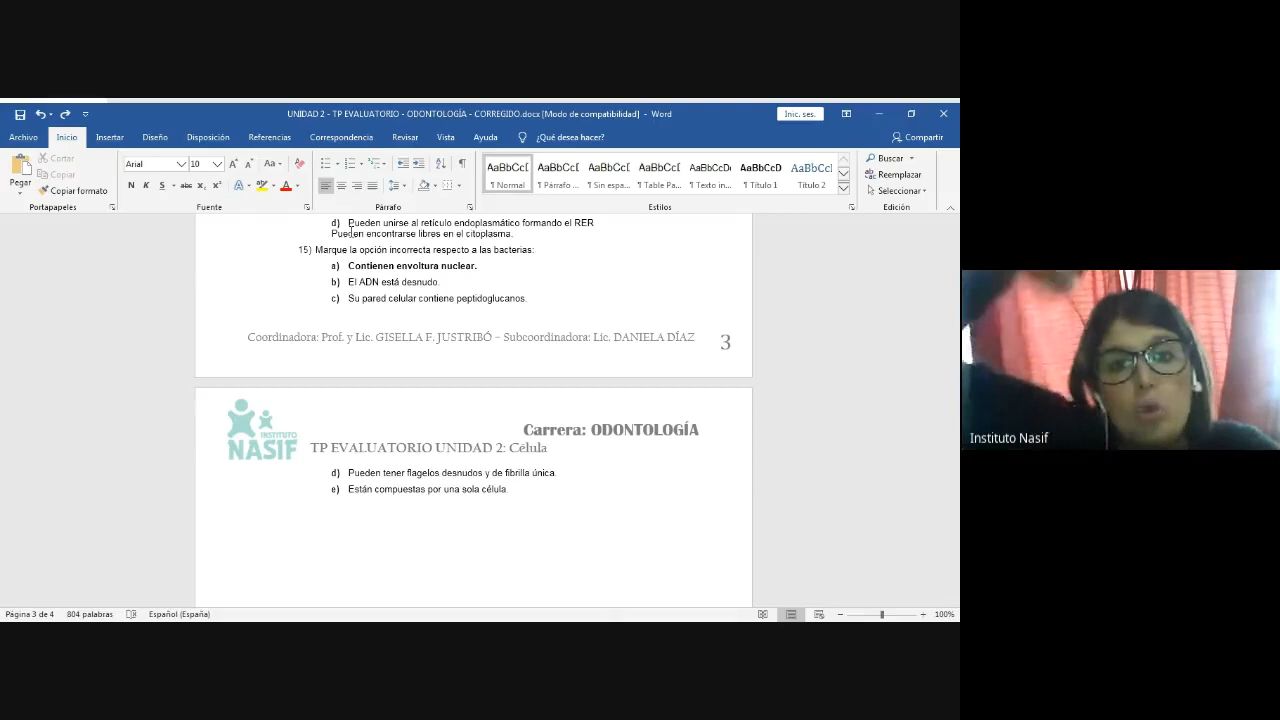 UNIDAD 2 - TP EVALUATORIO - ODONTOLOGÍA - CORREGIDO.docx [Modo de compatibilidad] - Word
Inic. ses.
Archivo Inicio Insertar Diseño Disposición Referencias Correspondencia Revisar Vista Ayuda ¿Qué desea hacer? Compartir
Pegar
Cortar
Copiar
Copiar formato
Portapapeles
Arial 10
N K S abc x₂ x²
Fuente
Párrafo
AaBbCcI AaBbCcI AaBbCcI AaBbCcI AaBbCcDı AaBbCcD AaBbCcI
¶ Normal ¶ Párrafo ... ¶ Sin espa... ¶ Table Pa... ¶ Texto in... ¶ Título 1 Título 2
Estilos
Buscar
Reemplazar
Seleccionar
Edición
d) Pueden unirse al retículo endoplasmático formando el RER
Pueden encontrarse libres en el citoplasma.
15) Marque la opción incorrecta respecto a las bacterias:
a) Contienen envoltura nuclear.
b) El ADN está desnudo.
c) Su pared celular contiene peptidoglucanos.
Coordinadora: Prof. y Lic. GISELLA F. JUSTRIBÓ – Subcoordinadora: Lic. DANIELA DÍAZ 3
INSTITUTO
NASIF
Carrera: ODONTOLOGÍA
TP EVALUATORIO UNIDAD 2: Célula
d) Pueden tener flagelos desnudos y de fibrilla única.
e) Están compuestas por una sola célula.
Página 3 de 4 804 palabras Español (España) 100%
Instituto Nasif